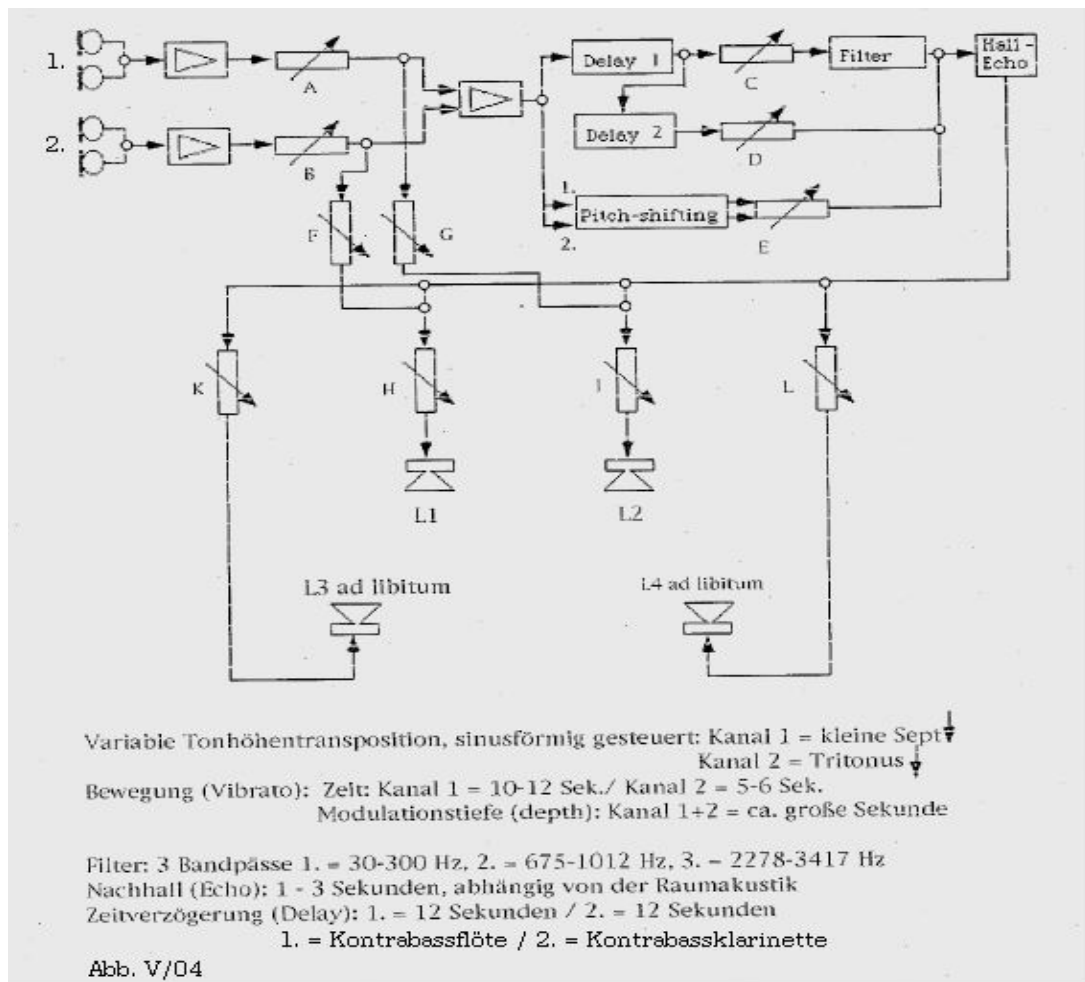 1.
A
Delay 1
C
Filter
Hall -
Echo
2.
B
Delay 2
D
1.
Pitch-shifting
2.
E
F
G
K
H
I
L
L1
L2
L3 ad libitum
L4 ad libitum
Variable Tonhöhentransposition, sinusförmig gesteuert: Kanal 1 = kleine Sept
Kanal 2 = Tritonus
Bewegung (Vibrato): Zeit: Kanal 1 = 10-12 Sek./ Kanal 2 = 5-6 Sek.
Modulationstiefe (depth): Kanal 1+2 = ca. große Sekunde
Filter: 3 Bandpässe 1. = 30-300 Hz, 2. = 675-1012 Hz, 3. = 2278-3417 Hz
Nachhall (Echo): 1 - 3 Sekunden, abhängig von der Raumakustik
Zeitverzögerung (Delay): 1. = 12 Sekunden / 2. = 12 Sekunden
1. = Kontrabassflöte / 2. = Kontrabassklarinette
Abb. V/04